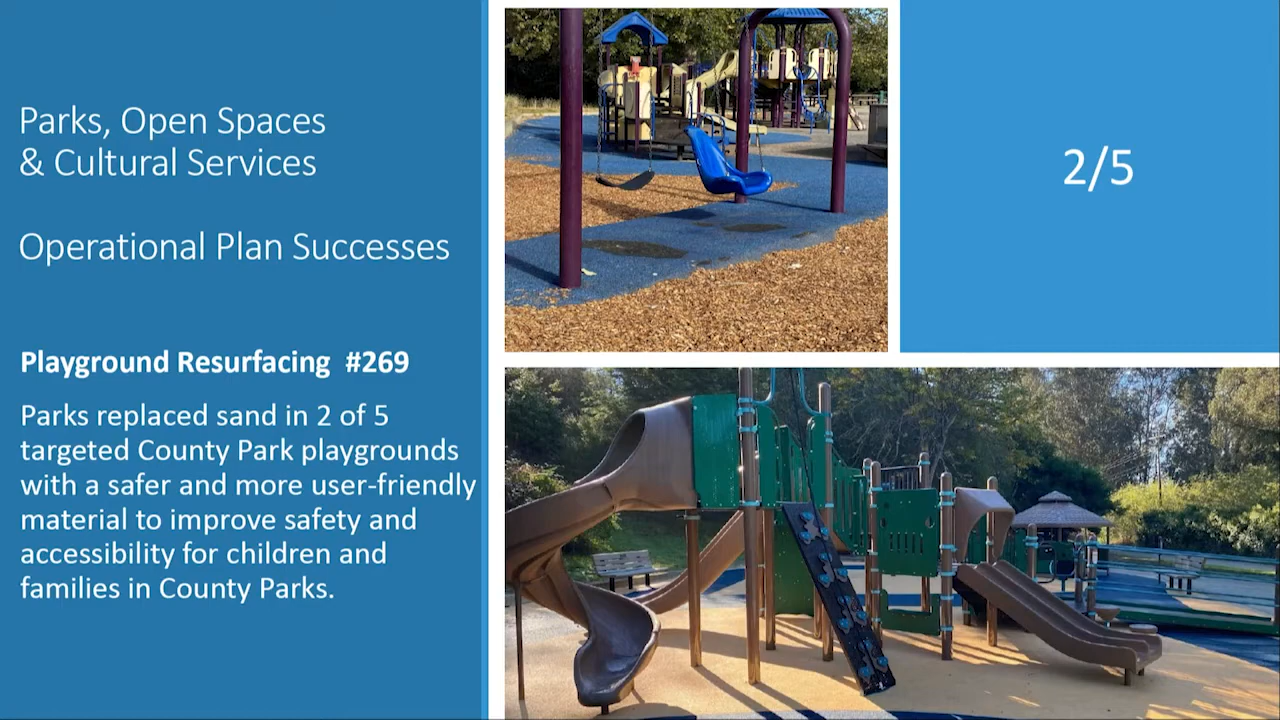 Parks, Open Spaces
& Cultural Services
Operational Plan Successes
Playground Resurfacing #269
Parks replaced sand in 2 of 5
targeted County Park playgrounds
with a safer and more user-friendly
material to improve safety and
accessibility for children and
families in County Parks.
2/5